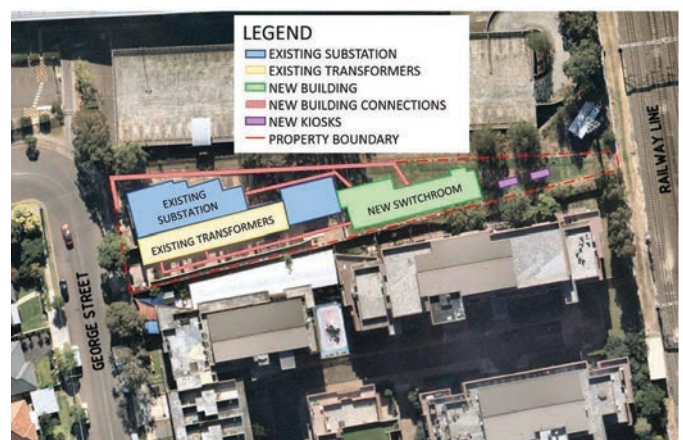 LEGEND
EXISTING SUBSTATION
EXISTING TRANSFORMERS
NEW BUILDING
NEW BUILDING CONNECTIONS
NEW KIOSKS
PROPERTY BOUNDARY
EXISTING
SUBSTATION
EXISTING TRANSFORMERS
NEW SWITCHROOM
GEORGE STREET
RAILWAY LINE